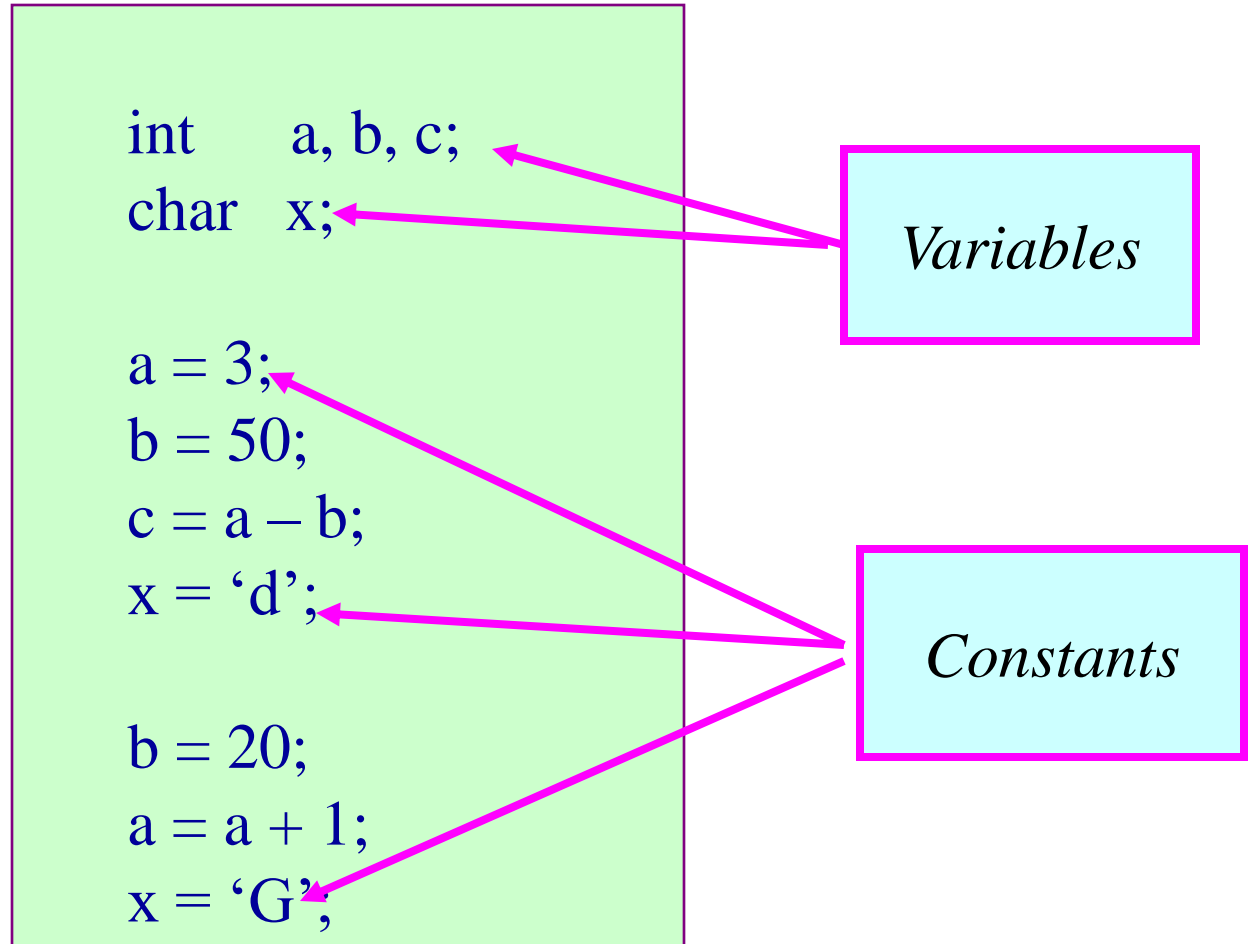 int a, b, c;
char x;
Variables
a = 3;
b = 50;
c = a – b;
x = ‘d’;
Constants
b = 20;
a = a + 1;
x = ‘G’;